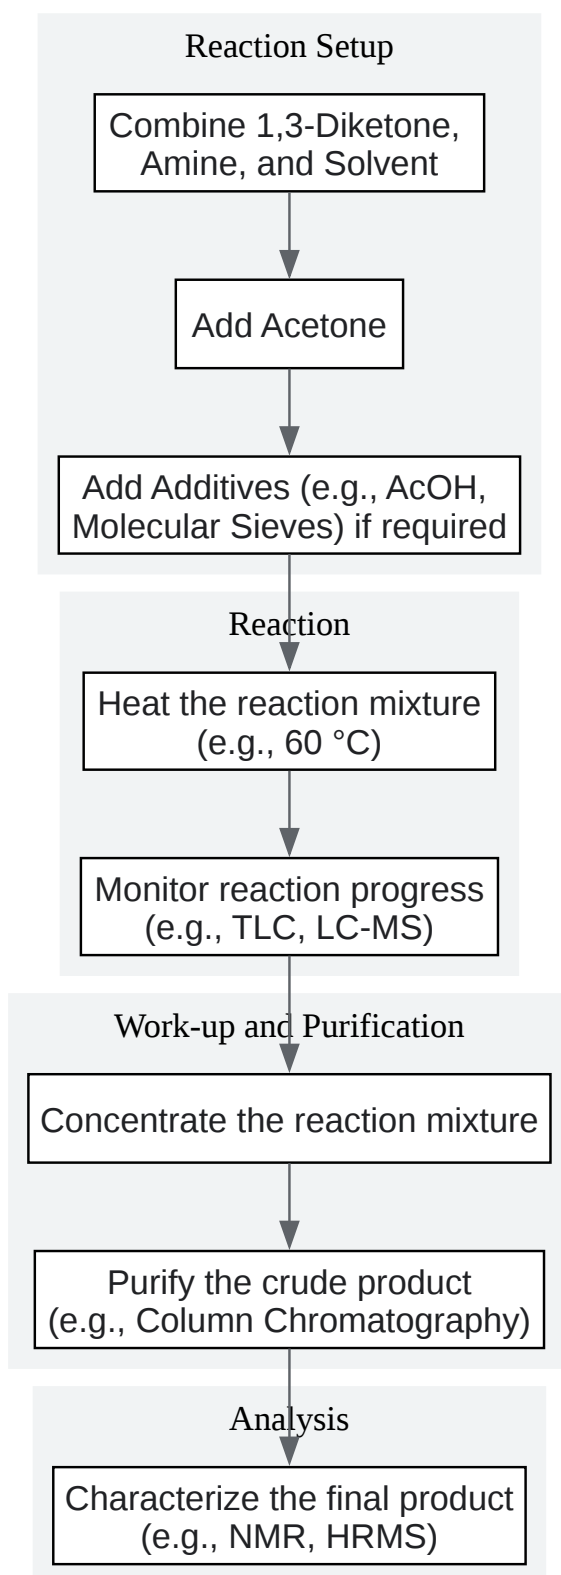 Reaction Setup
Combine 1,3-Diketone,
Amine, and Solvent
Add Acetone
Add Additives (e.g., AcOH,
Molecular Sieves) if required
Reaction
Heat the reaction mixture
(e.g., 60 °C)
Monitor reaction progress
(e.g., TLC, LC-MS)
Work-up and Purification
Concentrate the reaction mixture
Purify the crude product
(e.g., Column Chromatography)
Analysis
Characterize the final product
(e.g., NMR, HRMS)